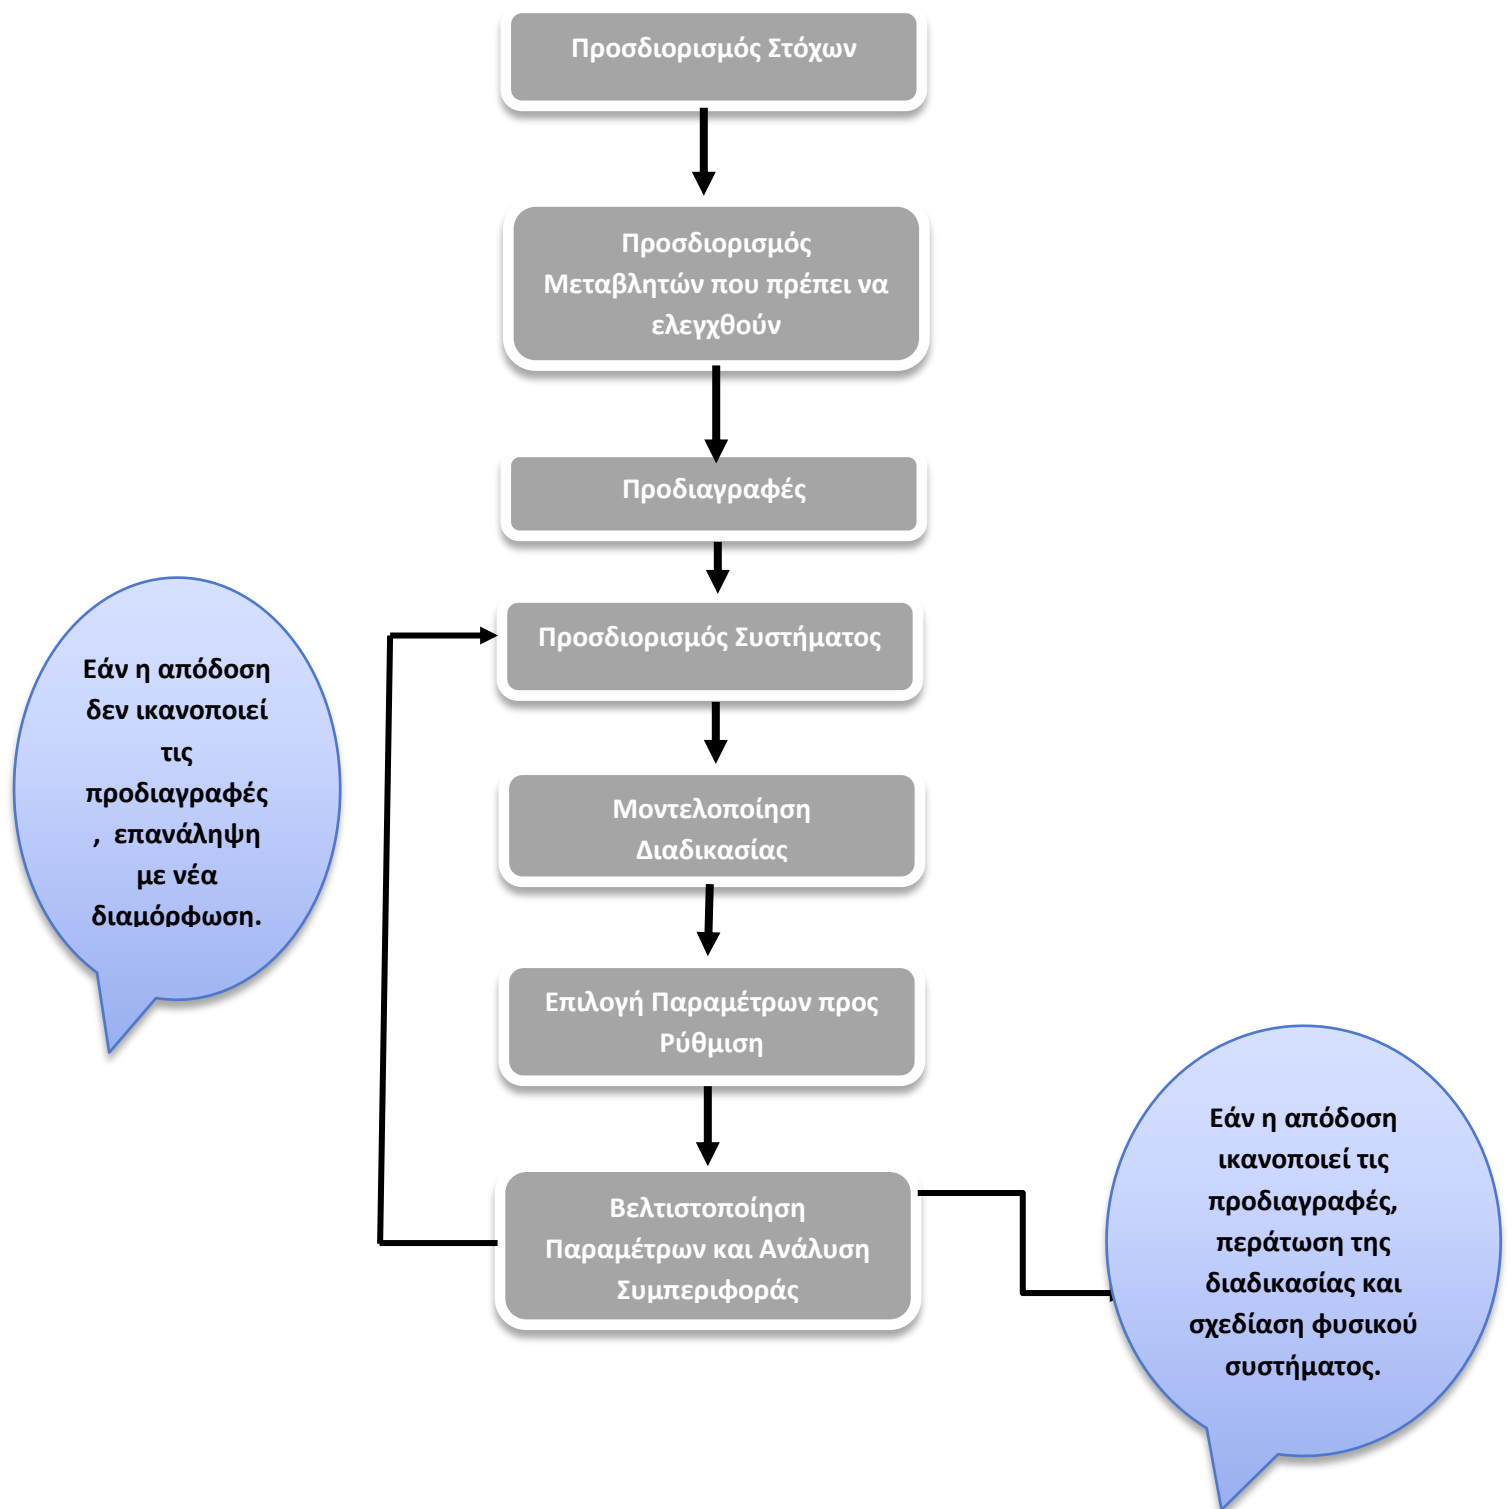 Προσδιορισμός Στόχων
Προσδιορισμός
Μεταβλητών που πρέπει να
ελεγχθούν
Προδιαγραφές
Προσδιορισμός Συστήματος
Εάν η απόδοση
δεν ικανοποιεί
τις
προδιαγραφές
, επανάληψη
με νέα
διαμόρφωση.
Μοντελοποίηση
Διαδικασίας
Επιλογή Παραμέτρων προς
Ρύθμιση
Βελτιστοποίηση
Παραμέτρων και Ανάλυση
Συμπεριφοράς
Εάν η απόδοση
ικανοποιεί τις
προδιαγραφές,
περάτωση της
διαδικασίας και
σχεδίαση φυσικού
συστήματος.